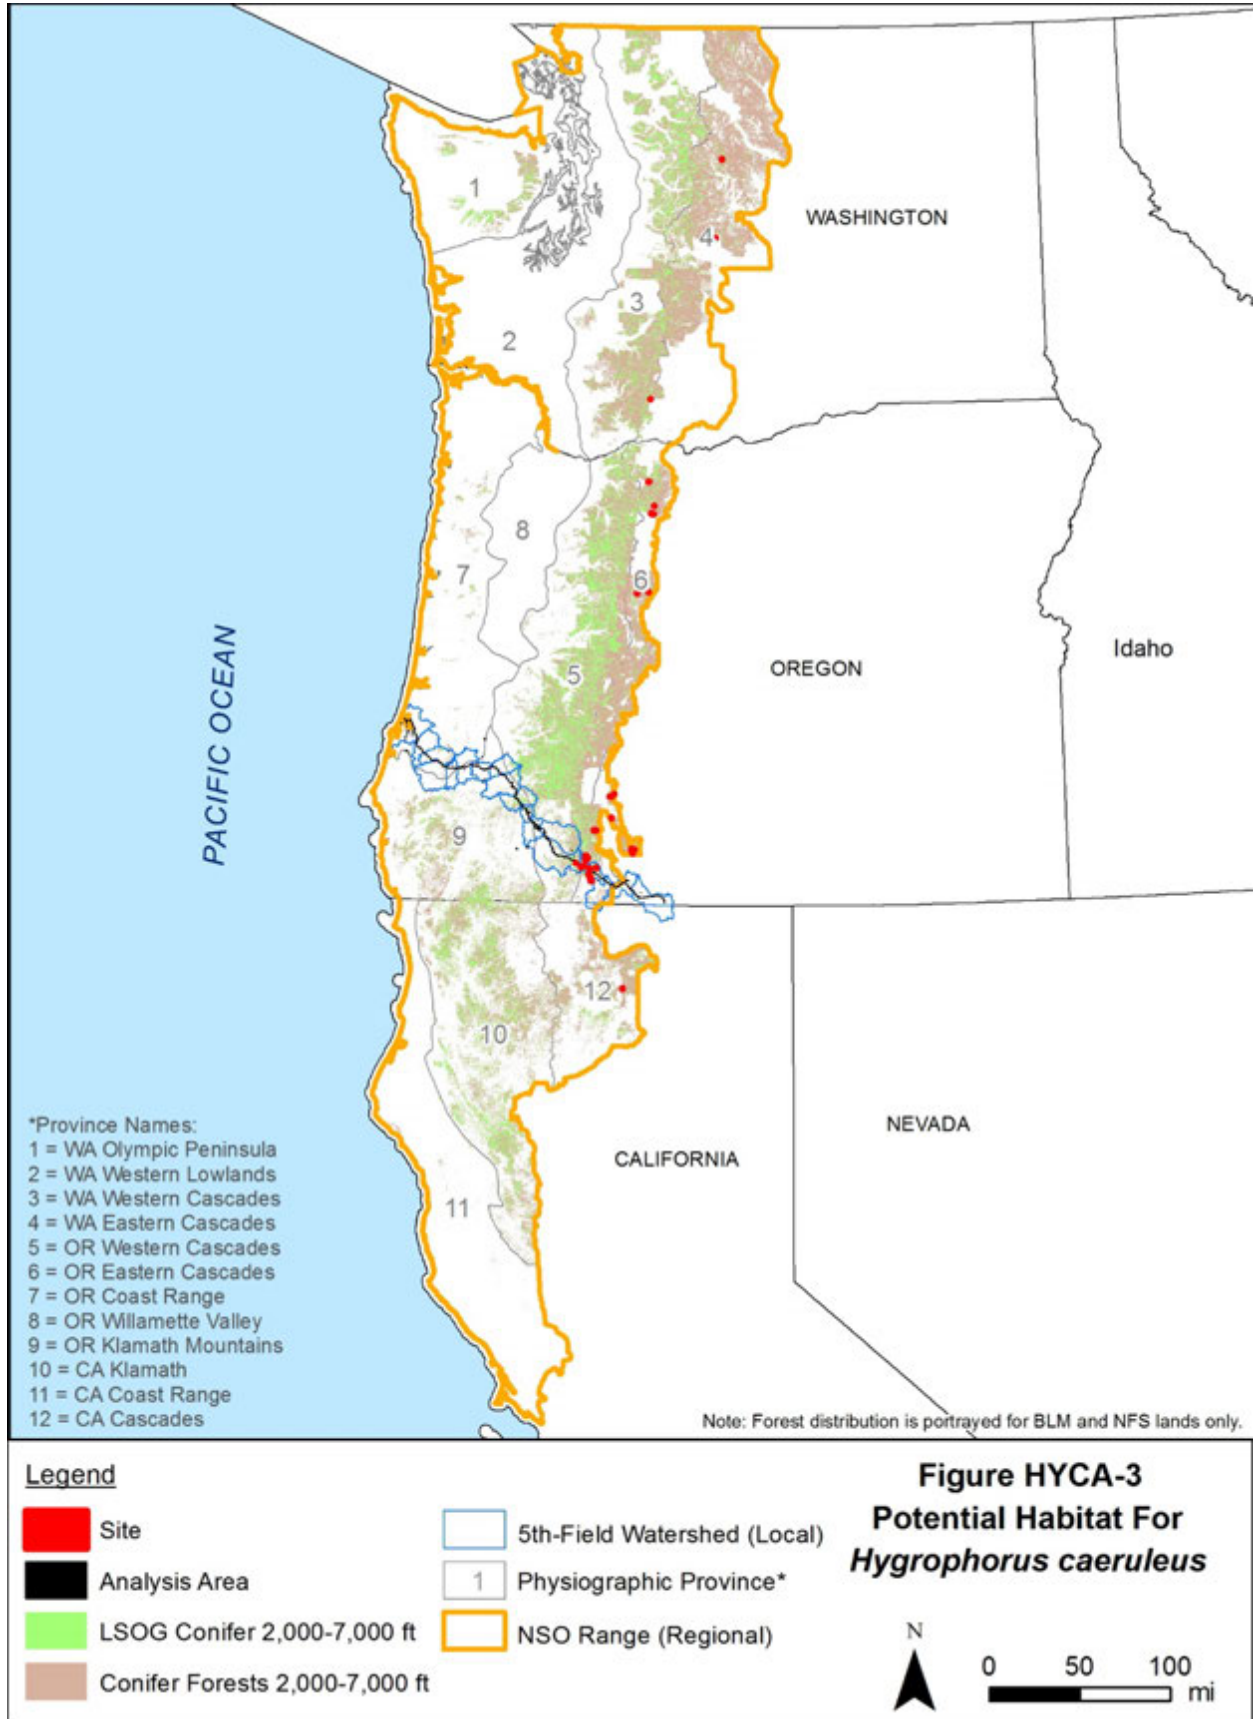 1
WASHINGTON
4
3
2
8
7
6
PACIFIC OCEAN
5
OREGON
Idaho
9
12
10
NEVADA
CALIFORNIA
11
*Province Names:
1 = WA Olympic Peninsula
2 = WA Western Lowlands
3 = WA Western Cascades
4 = WA Eastern Cascades
5 = OR Western Cascades
6 = OR Eastern Cascades
7 = OR Coast Range
8 = OR Willamette Valley
9 = OR Klamath Mountains
10 = CA Klamath
11 = CA Coast Range
12 = CA Cascades
Note: Forest distribution is portrayed for BLM and NFS lands only.
Legend
Site
Analysis Area
LSOG Conifer 2,000-7,000 ft
Conifer Forests 2,000-7,000 ft
5th-Field Watershed (Local)
1 Physiographic Province*
NSO Range (Regional)
Figure HYCA-3
Potential Habitat For
Hygrophorus caeruleus
N
0 50 100
mi